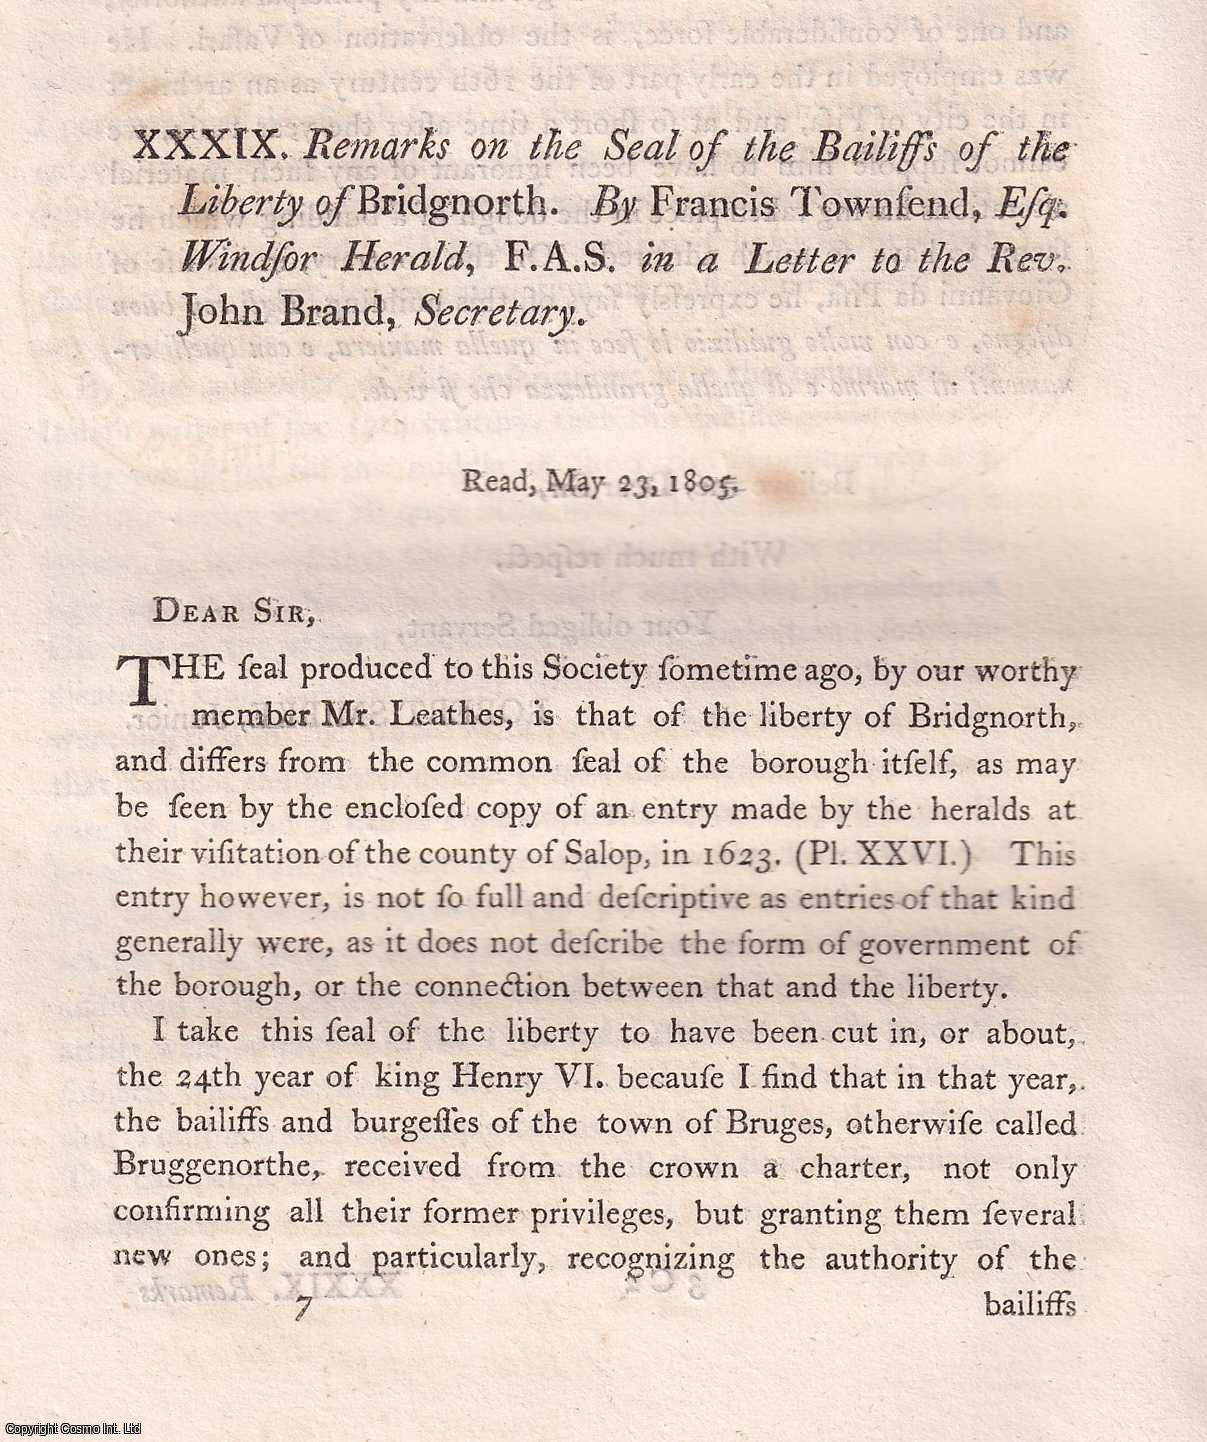 XXXIX. Remarks on the Seal of the Bailiffs of the
Liberty of Bridgnorth. By Francis Townſend, Eſq.
Windſor Herald, F.A.S. in a Letter to the Rev.
John Brand, Secretary.
Read, May 23, 1805.
DEAR SIR,
THE ſeal produced to this Society ſometime ago, by our worthy
member Mr. Leathes, is that of the liberty of Bridgnorth,
and differs from the common ſeal of the borough itſelf, as may
be ſeen by the encloſed copy of an entry made by the heralds at
their viſitation of the county of Salop, in 1623. (Pl. XXVI.) This
entry however, is not ſo full and deſcriptive as entries of that kind
generally were, as it does not deſcribe the form of government of
the borough, or the connection between that and the liberty.
I take this ſeal of the liberty to have been cut in, or about,
the 24th year of king Henry VI. becauſe I find that in that year,
the bailiffs and burgeſſes of the town of Bruges, otherwiſe called
Bruggenorthe, received from the crown a charter, not only
confirming all their former privileges, but granting them ſeveral
new ones; and particularly, recognizing the authority of the
7 bailiffs
Copyright Cosmo Int. Ltd